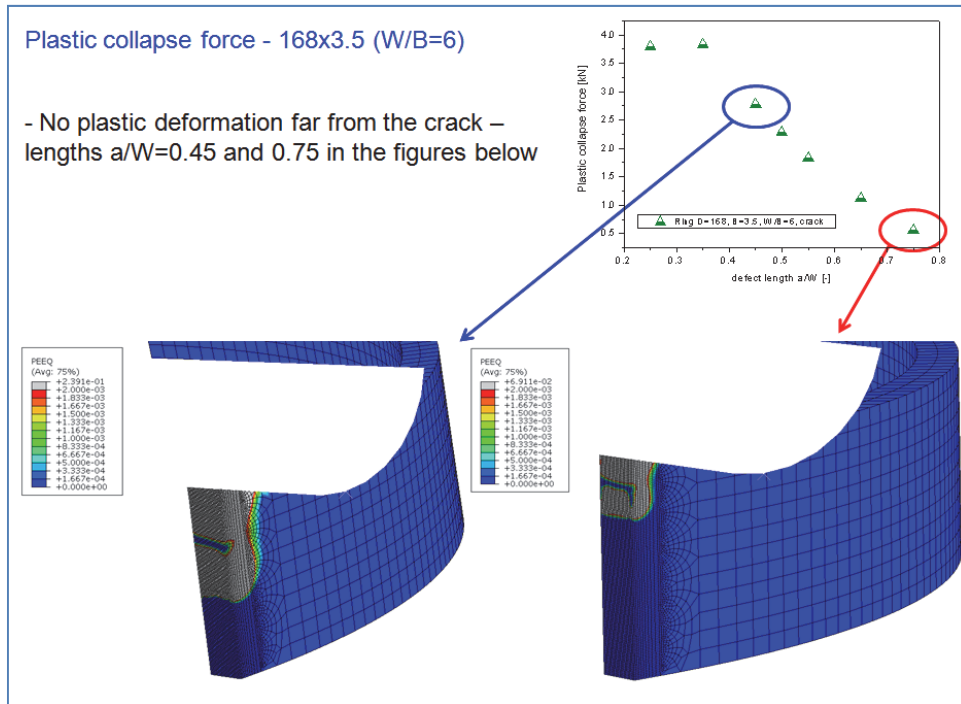 Plastic collapse force - 168x3.5 (W/B=6)
- No plastic deformation far from the crack –
lengths a/W=0.45 and 0.75 in the figures below
Plastic collapse force [kN]
4.0
3.5
3.0
2.5
2.0
1.5
1.0
0.5
Ring D=168, B=3.5, W/B=6, crack
0.2 0.3 0.4 0.5 0.6 0.7 0.8
defect length a/W [-]
PEEQ
(Avg: 75%)
+2.391e-01
+2.000e-03
+1.833e-03
+1.667e-03
+1.500e-03
+1.333e-03
+1.167e-03
+1.000e-03
+8.333e-04
+6.667e-04
+5.000e-04
+3.333e-04
+1.667e-04
+0.000e+00
PEEQ
(Avg: 75%)
+6.911e-02
+2.000e-03
+1.833e-03
+1.667e-03
+1.500e-03
+1.333e-03
+1.167e-03
+1.000e-03
+8.333e-04
+6.667e-04
+5.000e-04
+3.333e-04
+1.667e-04
+0.000e+00